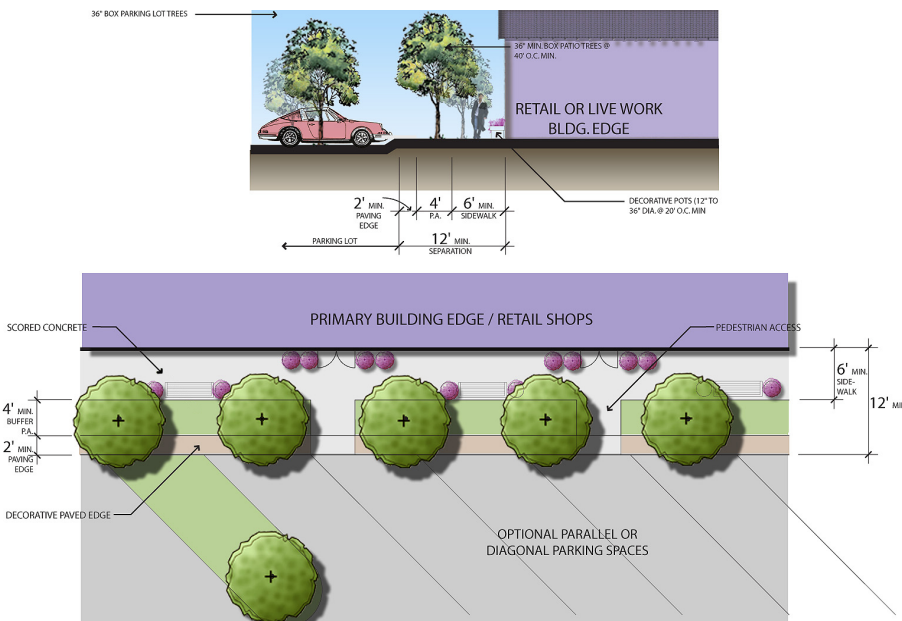 36" BOX PARKING LOT TREES
36" MIN. BOX PATIO TREES @
40' O.C. MIN.
RETAIL OR LIVE WORK
BLDG. EDGE
2' MIN.
PAVING
EDGE
4'
P.A.
6' MIN.
SIDEWALK
DECORATIVE POTS (12" TO
36" DIA. @ 20' O.C. MIN
PARKING LOT
12' MIN.
SEPARATION
PRIMARY BUILDING EDGE / RETAIL SHOPS
SCORED CONCRETE
PEDESTRIAN ACCESS
6' MIN.
SIDE-
WALK
12' MI
4' MIN.
BUFFER
P.A.
2' MIN.
PAVING
EDGE
DECORATIVE PAVED EDGE
OPTIONAL PARALLEL OR
DIAGONAL PARKING SPACES